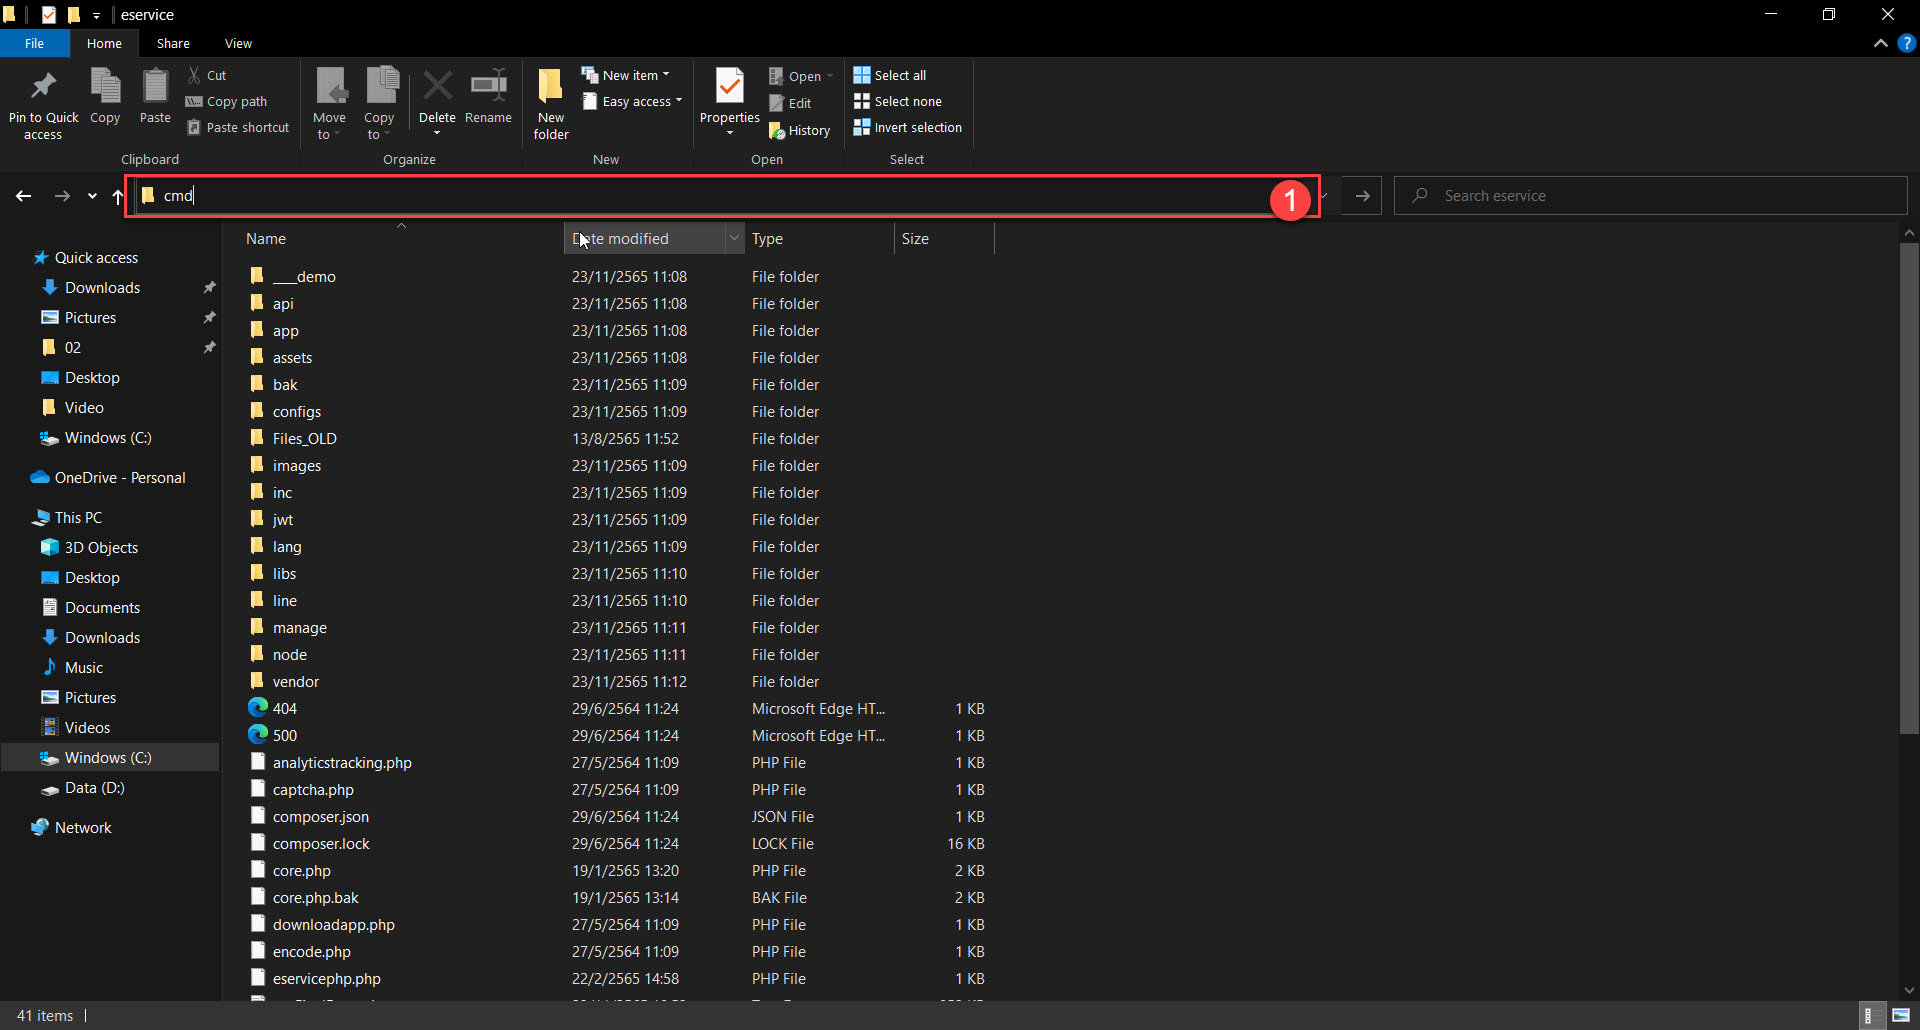 eservice
File Home Share View
Pin to Quick access
Copy
Paste
Cut
Copy path
Paste shortcut
Clipboard
Move to
Copy to
Delete
Rename
Organize
New folder
New item
Easy access
New
Properties
Open
Edit
History
Open
Select all
Select none
Invert selection
Select
cmd
1
Search eservice
Quick access
Downloads
Pictures
02
Desktop
Video
Windows (C:)
OneDrive - Personal
This PC
3D Objects
Desktop
Documents
Downloads
Music
Pictures
Videos
Windows (C:)
Data (D:)
Network
Name Date modified Type Size
____demo 23/11/2565 11:08 File folder
api 23/11/2565 11:08 File folder
app 23/11/2565 11:08 File folder
assets 23/11/2565 11:08 File folder
bak 23/11/2565 11:09 File folder
configs 23/11/2565 11:09 File folder
Files_OLD 13/8/2565 11:52 File folder
images 23/11/2565 11:09 File folder
inc 23/11/2565 11:09 File folder
jwt 23/11/2565 11:09 File folder
lang 23/11/2565 11:09 File folder
libs 23/11/2565 11:10 File folder
line 23/11/2565 11:10 File folder
manage 23/11/2565 11:11 File folder
node 23/11/2565 11:11 File folder
vendor 23/11/2565 11:12 File folder
404 29/6/2564 11:24 Microsoft Edge HT... 1 KB
500 29/6/2564 11:24 Microsoft Edge HT... 1 KB
analyticstracking.php 27/5/2564 11:09 PHP File 1 KB
captcha.php 27/5/2564 11:09 PHP File 1 KB
composer.json 29/6/2564 11:24 JSON File 1 KB
composer.lock 29/6/2564 11:24 LOCK File 16 KB
core.php 19/1/2565 13:20 PHP File 2 KB
core.php.bak 19/1/2565 13:14 BAK File 2 KB
downloadapp.php 27/5/2564 11:09 PHP File 1 KB
encode.php 27/5/2564 11:09 PHP File 1 KB
eservicephp.php 22/2/2565 14:58 PHP File 1 KB
41 items